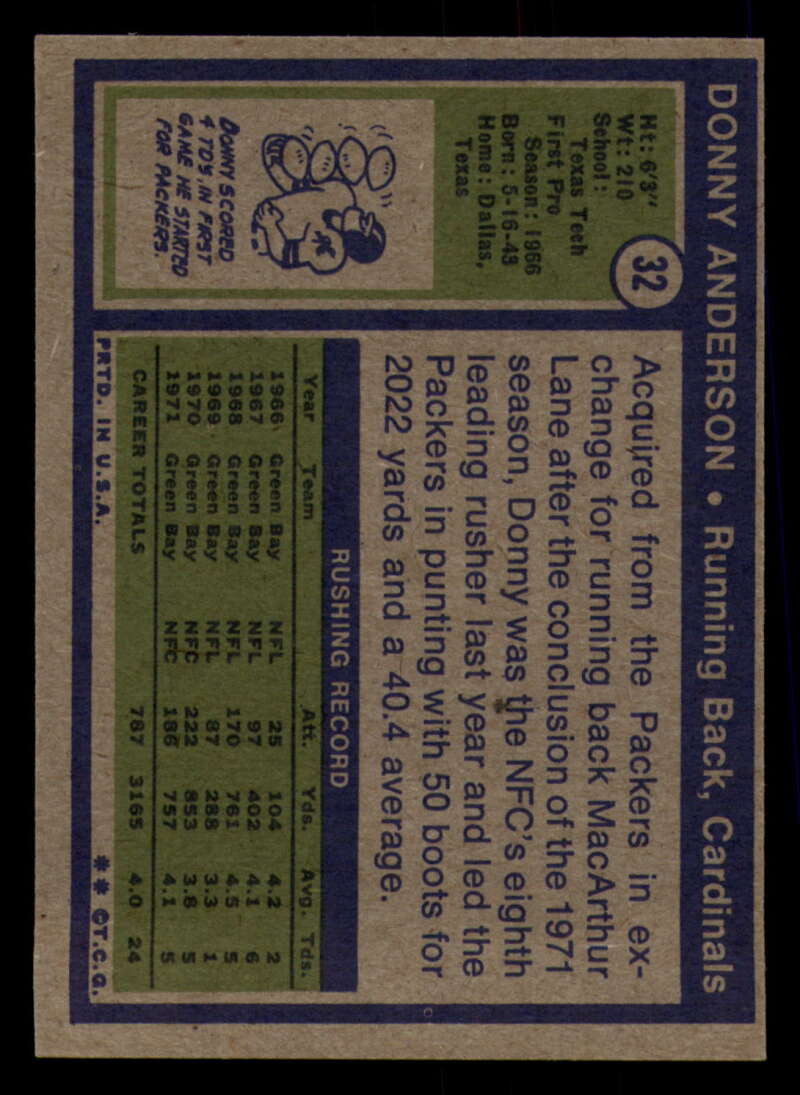 DONNY ANDERSON • Running Back, Cardinals
32
Ht: 6'3"
Wt: 210
School:
Texas Tech
First Pro
Season: 1966
Born: 5-16-43
Home: Dallas,
Texas
DONNY SCORED
4 TD'S IN FIRST
GAME HE STARTED
FOR PACKERS.
Acquired from the Packers in ex-
change for running back MacArthur
Lane after the conclusion of the 1971
season, Donny was the NFC's eighth
leading rusher last year and led the
Packers in punting with 50 boots for
2022 yards and a 40.4 average.
RUSHING RECORD
Year Team Att. Yds. Avg. Tds.
1966 Green Bay NFL 25 104 4.2 2
1967 Green Bay NFL 97 402 4.1 6
1968 Green Bay NFL 170 761 4.5 5
1969 Green Bay NFL 87 288 3.3 1
1970 Green Bay NFC 222 853 3.8 5
1971 Green Bay NFC 186 757 4.1 5
CAREER TOTALS 787 3165 4.0 24
PRTD. IN U.S.A. ** ©T.C.G.